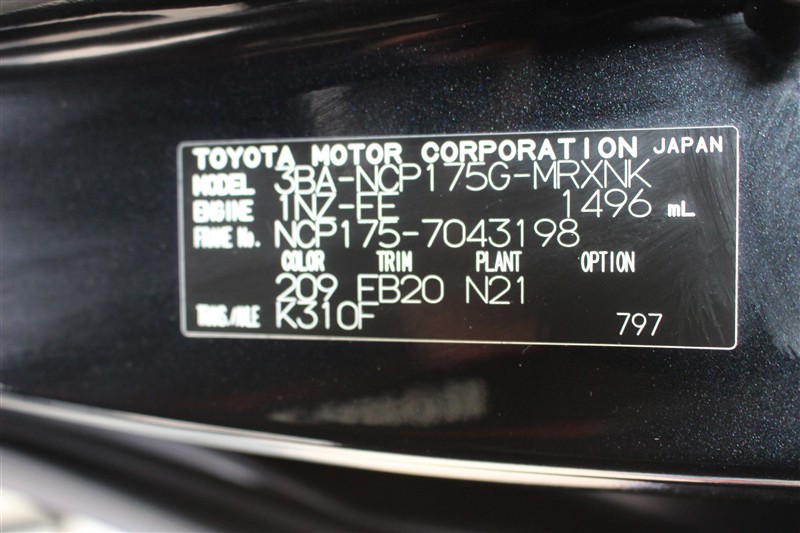 TOYOTA MOTOR CORPORATION JAPAN
MODEL 3BA-NCP175G-MRXNK
ENGINE 1NZ-FE 1496 mL
FRAME No. NCP175-7043198
COLOR TRIM PLANT OPTION
209 FB20 N21
TRANS./AXLE K310F 797